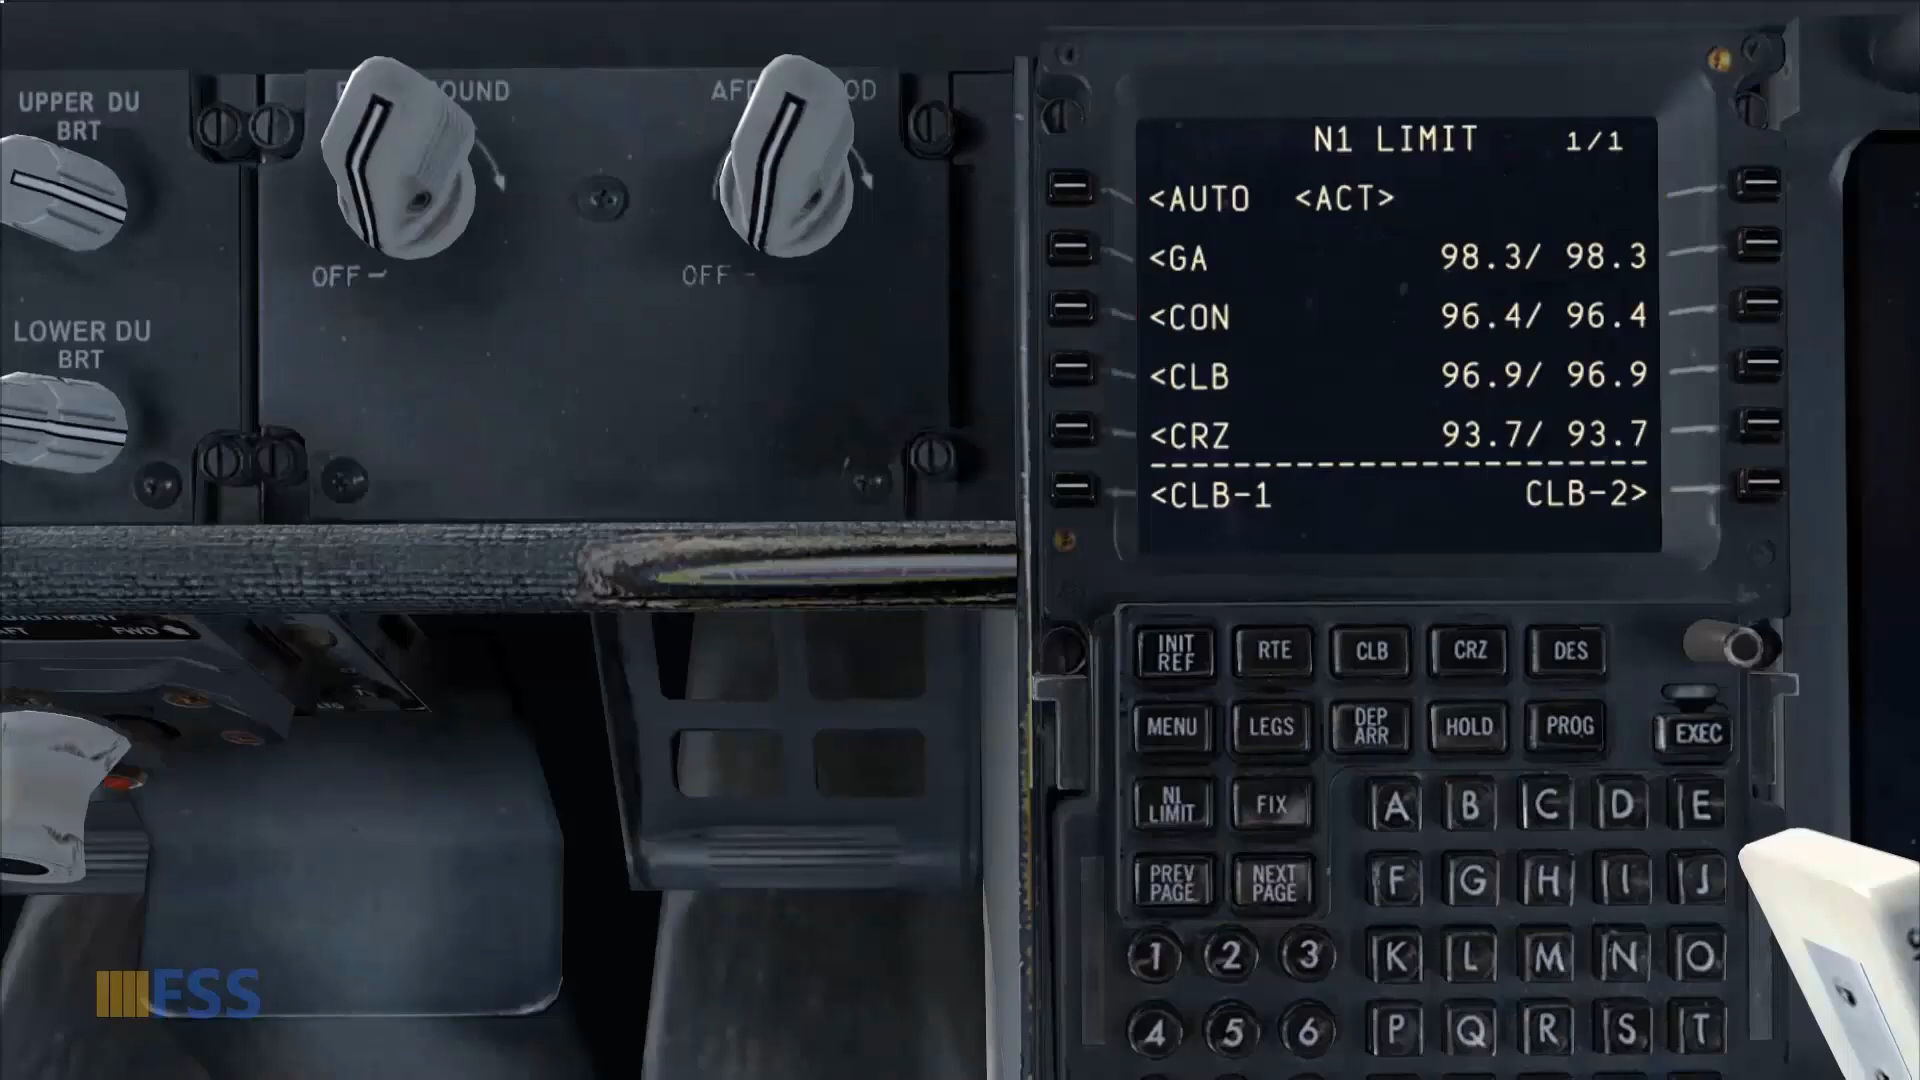 UPPER DU
BRT
OUND
AFD
OD
OFF
OFF
LOWER DU
BRT
FWD
N1 LIMIT 1/1
<AUTO <ACT>
<GA 98.3/ 98.3
<CON 96.4/ 96.4
<CLB 96.9/ 96.9
<CRZ 93.7/ 93.7
<CLB-1 CLB-2>
INIT REF
RTE
CLB
CRZ
DES
MENU
LEGS
DEP ARR
HOLD
PROG
EXEC
N1 LIMIT
FIX
A B C D E
PREV PAGE
NEXT PAGE
F G H I J
1 2 3 K L M N O
4 5 6 P Q R S T
FSS